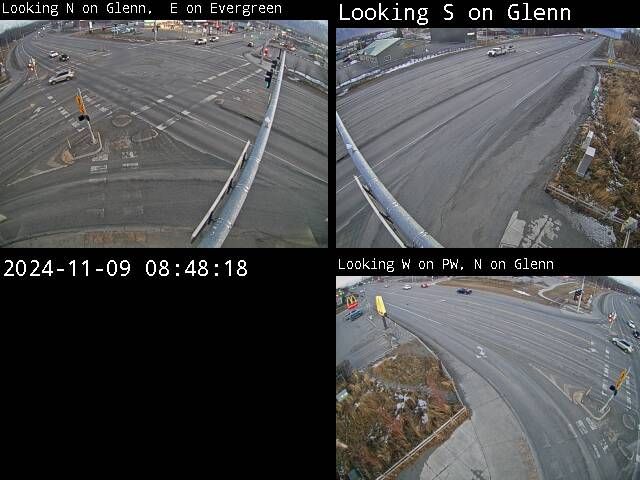 Looking N on Glenn, E on Evergreen
Looking S on Glenn
2024-11-09 08:48:18
Looking W on PW, N on Glenn